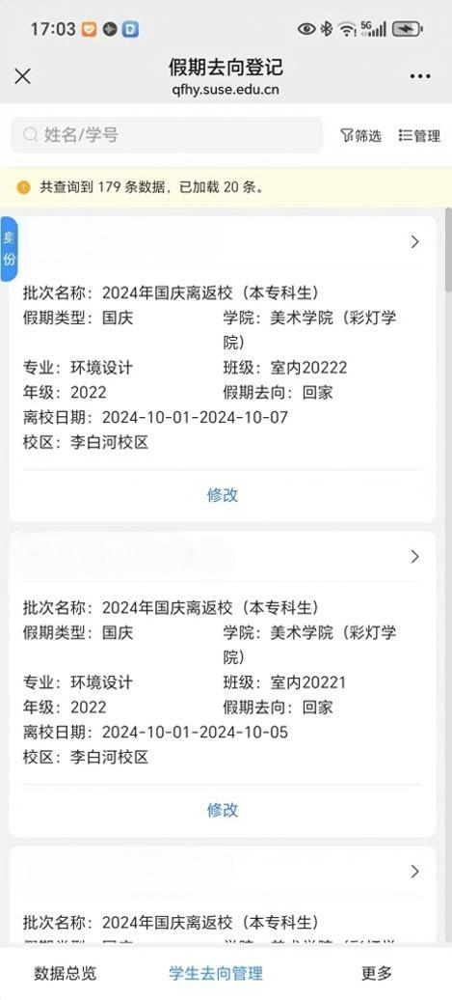 17:03 5G
假期去向登记
qfhy.suse.edu.cn
姓名/学号 筛选 管理
共查询到 179 条数据，已加载 20 条。
身份
批次名称：2024年国庆离返校（本专科生）
假期类型：国庆 学院：美术学院（彩灯学
院）
专业：环境设计 班级：室内20222
年级：2022 假期去向：回家
离校日期：2024-10-01-2024-10-07
校区：李白河校区
修改
批次名称：2024年国庆离返校（本专科生）
假期类型：国庆 学院：美术学院（彩灯学
院）
专业：环境设计 班级：室内20221
年级：2022 假期去向：回家
离校日期：2024-10-01-2024-10-05
校区：李白河校区
修改
批次名称：2024年国庆离返校（本专科生）
数据总览 学生去向管理 更多